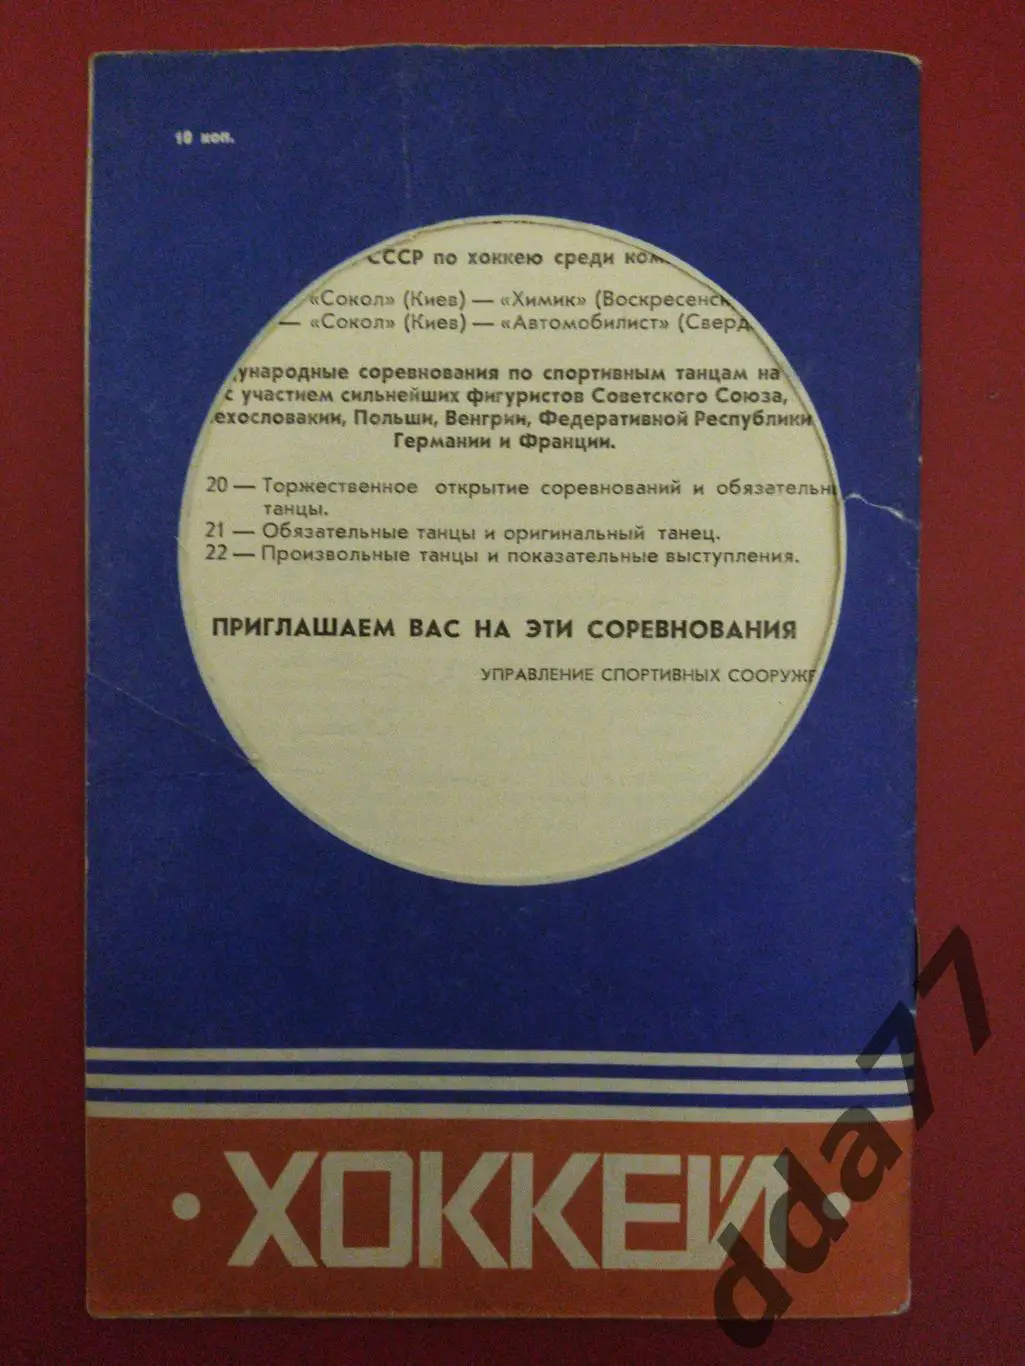 10 коп.
СССР по хоккею среди ком
«Сокол» (Киев) — «Химик» (Воскресенск
— «Сокол» (Киев) — «Автомобилист» (Сверд
ународные соревнования по спортивным танцам на
с участием сильнейших фигуристов Советского Союза,
ехословакии, Польши, Венгрии, Федеративной Республики
Германии и Франции.
20 — Торжественное открытие соревнований и обязательн
танцы.
21 — Обязательные танцы и оригинальный танец.
22 — Произвольные танцы и показательные выступления.
ПРИГЛАШАЕМ ВАС НА ЭТИ СОРЕВНОВАНИЯ
УПРАВЛЕНИЕ СПОРТИВНЫХ СООРУЖЕ
· ХОККЕЙ ·
dda77